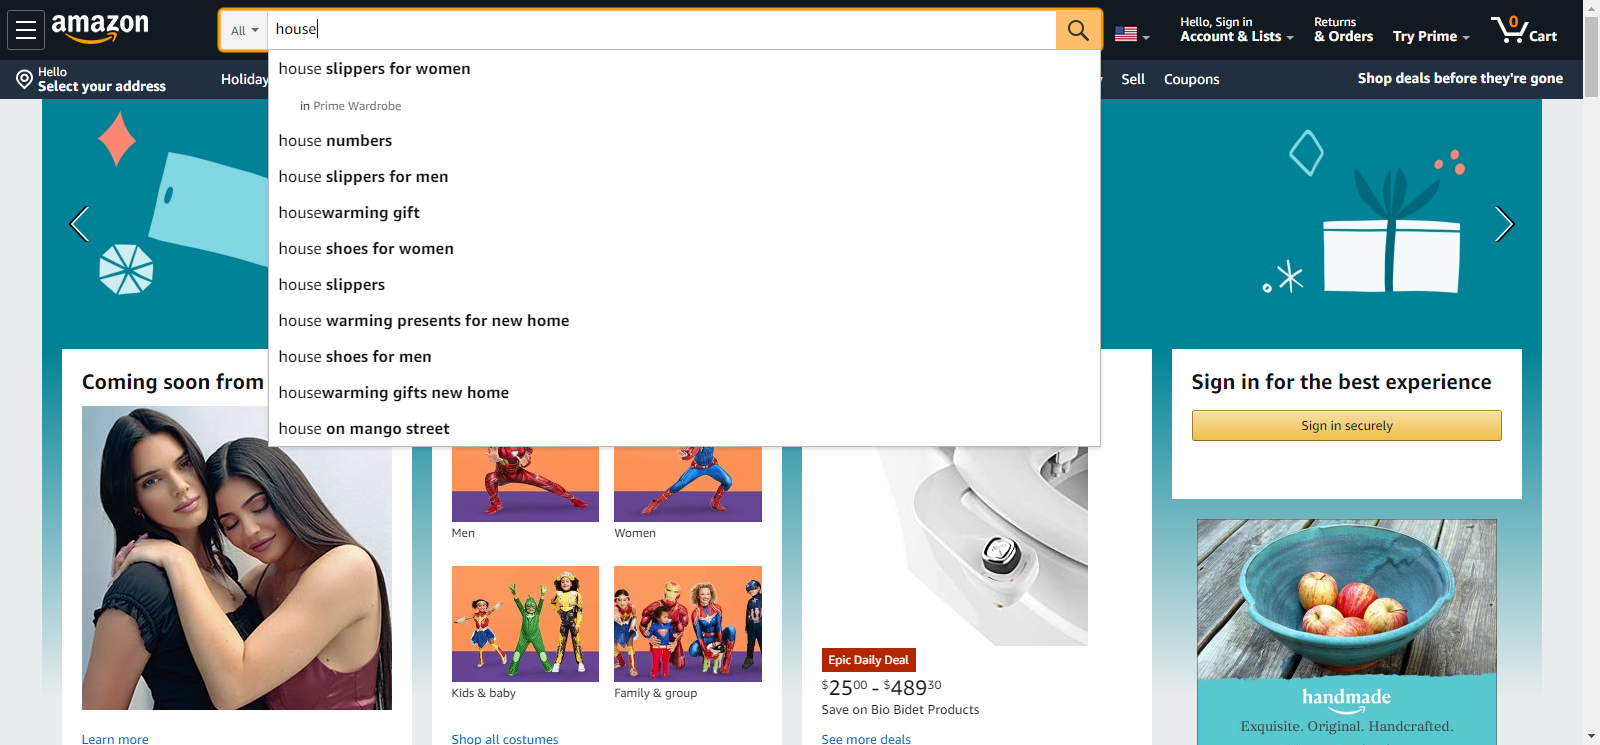 amazon
All
house
Hello, Sign in
Account & Lists
Returns
& Orders
Try Prime
0
Cart
Hello
Select your address
Holiday
Sell
Coupons
Shop deals before they're gone
house slippers for women
in Prime Wardrobe
house numbers
house slippers for men
housewarming gift
house shoes for women
house slippers
house warming presents for new home
house shoes for men
housewarming gifts new home
house on mango street
Coming soon from
Learn more
Men
Women
Kids & baby
Family & group
Shop all costumes
Epic Daily Deal
$2500 - $48930
Save on Bio Bidet Products
See more deals
Sign in for the best experience
Sign in securely
handmade
Exquisite. Original. Handcrafted.